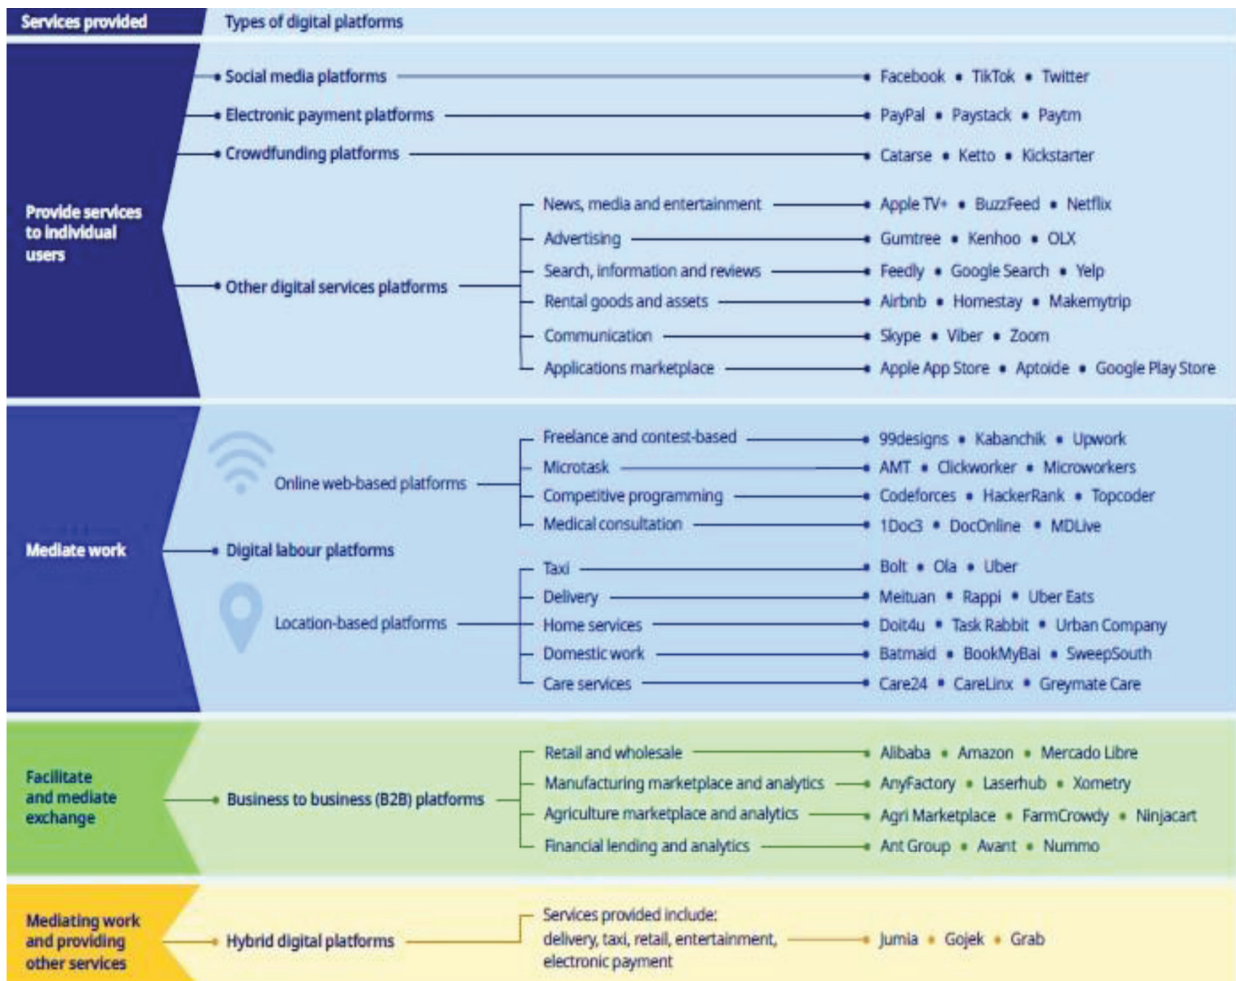 Services provided
Types of digital platforms
Provide services
to individual
users
Social media platforms
Facebook • TikTok • Twitter
Electronic payment platforms
PayPal • Paystack • Paytm
Crowdfunding platforms
Catarse • Ketto • Kickstarter
Other digital services platforms
News, media and entertainment
Apple TV+ • BuzzFeed • Netflix
Advertising
Gumtree • Kenhoo • OLX
Search, information and reviews
Feedly • Google Search • Yelp
Rental goods and assets
Airbnb • Homestay • Makemytrip
Communication
Skype • Viber • Zoom
Applications marketplace
Apple App Store • Aptoide • Google Play Store
Mediate work
Digital labour platforms
Online web-based platforms
Freelance and contest-based
99designs • Kabanchik • Upwork
Microtask
AMT • Clickworker • Microworkers
Competitive programming
Codeforces • HackerRank • Topcoder
Medical consultation
1Doc3 • DocOnline • MDLive
Location-based platforms
Taxi
Bolt • Ola • Uber
Delivery
Meituan • Rappi • Uber Eats
Home services
Doit4u • Task Rabbit • Urban Company
Domestic work
Batmaid • BookMyBai • SweepSouth
Care services
Care24 • CareLinx • Greymate Care
Facilitate
and mediate
exchange
Business to business (B2B) platforms
Retail and wholesale
Alibaba • Amazon • Mercado Libre
Manufacturing marketplace and analytics
AnyFactory • Laserhub • Xometry
Agriculture marketplace and analytics
Agri Marketplace • FarmCrowdy • Ninjacart
Financial lending and analytics
Ant Group • Avant • Nummo
Mediating work
and providing
other services
Hybrid digital platforms
Services provided include:
delivery, taxi, retail, entertainment,
electronic payment
Jumia • Gojek • Grab